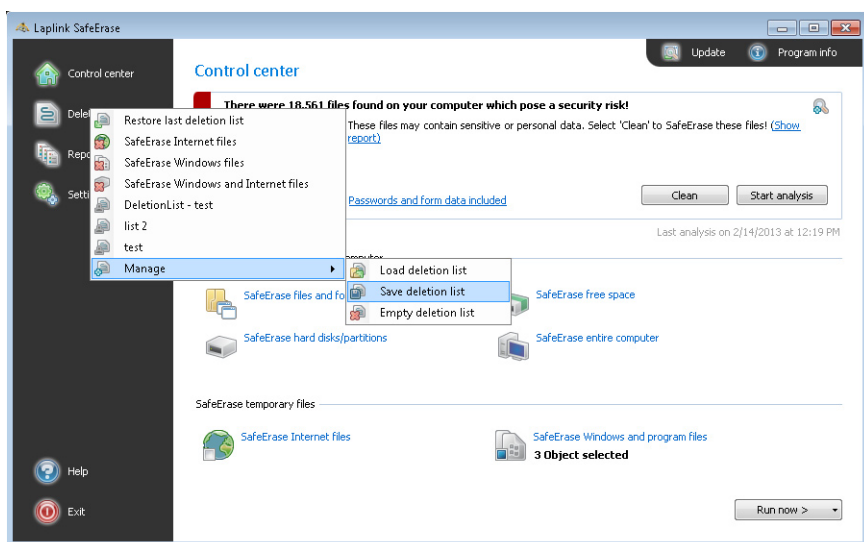 Laplink SafeErase
Update
Program info
Control center
Control center
There were 18,561 files found on your computer which pose a security risk!
These files may contain sensitive or personal data. Select 'Clean' to SafeErase these files! (Show
report)
Passwords and form data included
Clean
Start analysis
Last analysis on 2/14/2013 at 12:19 PM
Restore last deletion list
SafeErase Internet files
SafeErase Windows files
SafeErase Windows and Internet files
DeletionList - test
list 2
test
Manage
Load deletion list
Save deletion list
Empty deletion list
SafeErase files and fo
SafeErase free space
SafeErase hard disks/partitions
SafeErase entire computer
SafeErase temporary files
SafeErase Internet files
SafeErase Windows and program files
3 Object selected
Help
Exit
Run now >